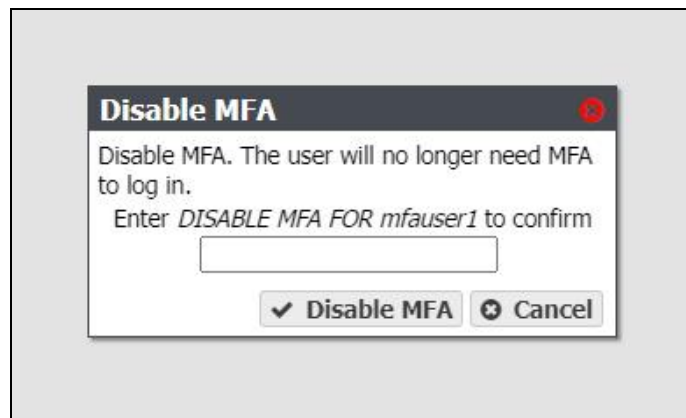 Disable MFA
Disable MFA. The user will no longer need MFA
to log in.
Enter DISABLE MFA FOR mfauser1 to confirm
Disable MFA Cancel